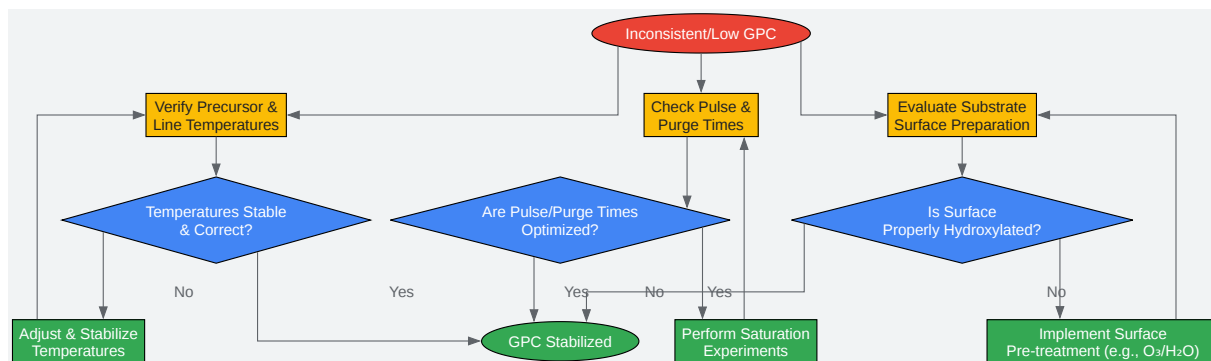 Inconsistent/Low GPC
Verify Precursor &
Line Temperatures
Check Pulse &
Purge Times
Evaluate Substrate
Surface Preparation
Temperatures Stable
& Correct?
Are Pulse/Purge Times
Optimized?
Is Surface
Properly Hydroxylated?
No
Yes
Yes
No
Yes
No
Adjust & Stabilize
Temperatures
GPC Stabilized
Perform Saturation
Experiments
Implement Surface
Pre-treatment (e.g., O₃/H₂O)